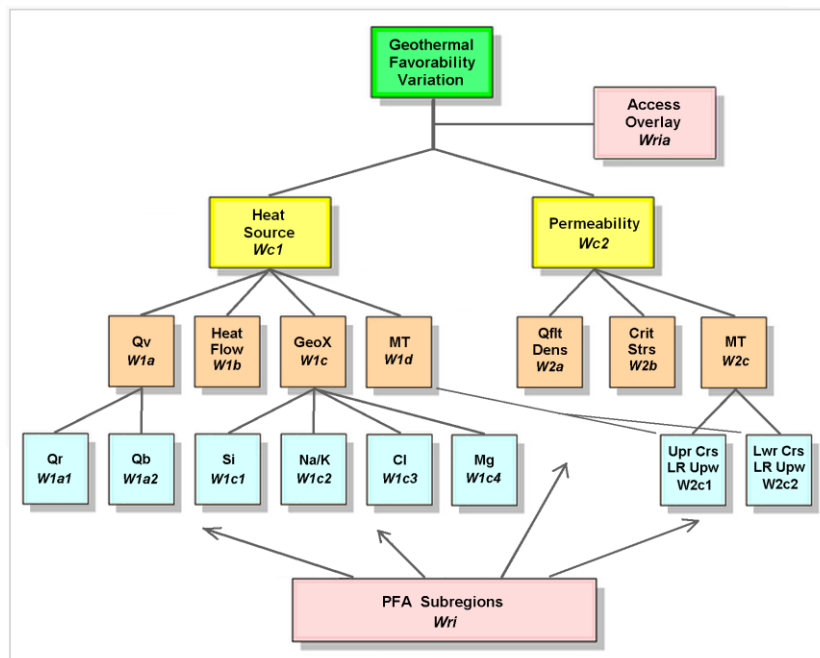 Geothermal
Favorability
Variation
Access
Overlay
Wria
Heat
Source
Wc1
Permeability
Wc2
Qv
W1a
Heat
Flow
W1b
GeoX
W1c
MT
W1d
Qflt
Dens
W2a
Crit
Strs
W2b
MT
W2c
Qr
W1a1
Qb
W1a2
Si
W1c1
Na/K
W1c2
Cl
W1c3
Mg
W1c4
Upr Crs
LR Upw
W2c1
Lwr Crs
LR Upw
W2c2
PFA Subregions
Wri